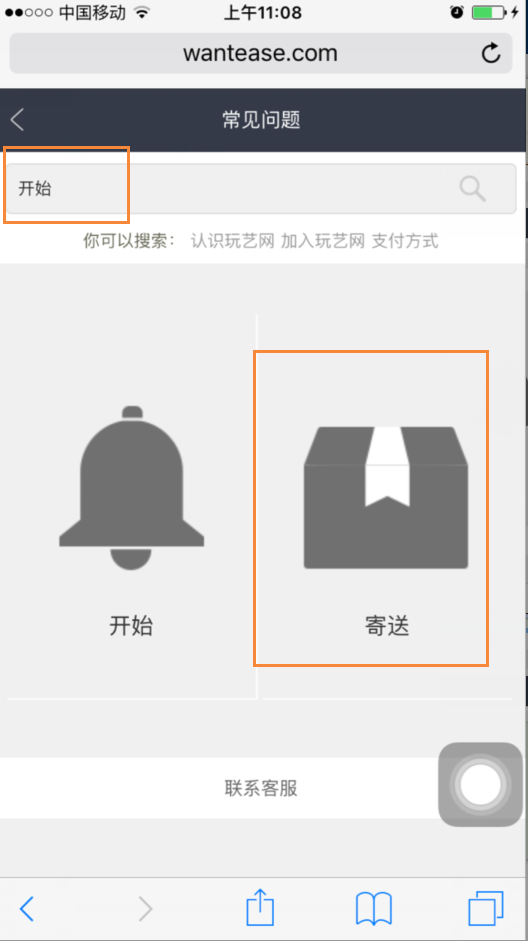 中国移动 上午11:08
wantease.com
常见问题
开始
你可以搜索： 认识玩艺网 加入玩艺网 支付方式
开始 寄送
联系客服